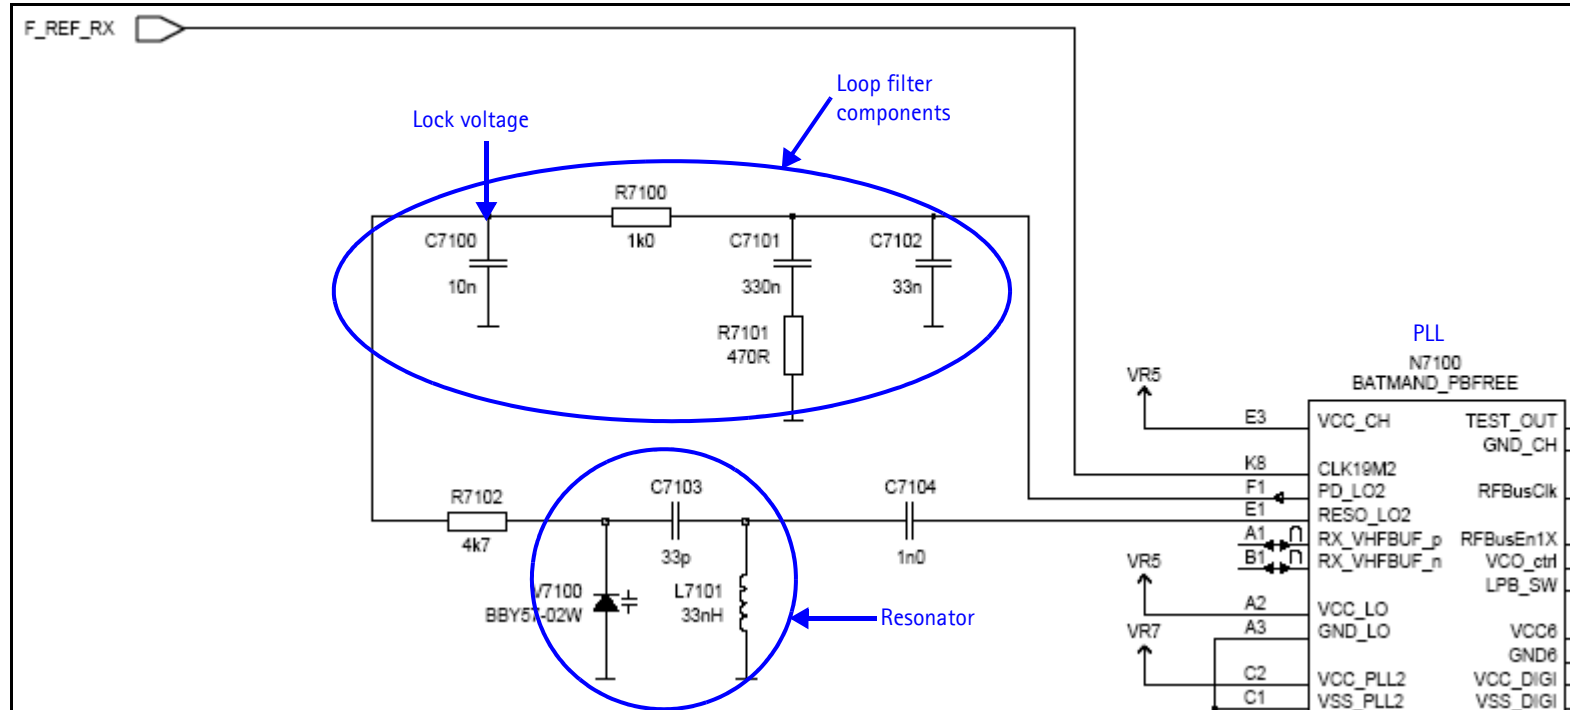 F_REF_RX
Loop filter
components
Lock voltage
R7100
1k0
C7100
10n
C7101
330n
C7102
33n
R7101
470R
PLL
N7100
BATMAND_PBFREE
VR5
E3
VCC_CH
TEST_OUT
GND_CH
K8
CLK19M2
F1
PD_LO2
RFBusClk
E1
RESO_LO2
A1
RX_VHFBUF_p
RFBusEn1X
B1
RX_VHFBUF_n
VCO_ctrl
LPB_SW
R7102
4k7
C7103
33p
C7104
1n0
V7100
BBY57-02W
L7101
33nH
Resonator
VR5
A2
VCC_LO
A3
GND_LO
VCC6
GND6
VR7
C2
VCC_PLL2
VCC_DIGI
C1
VSS_PLL2
VSS_DIGI